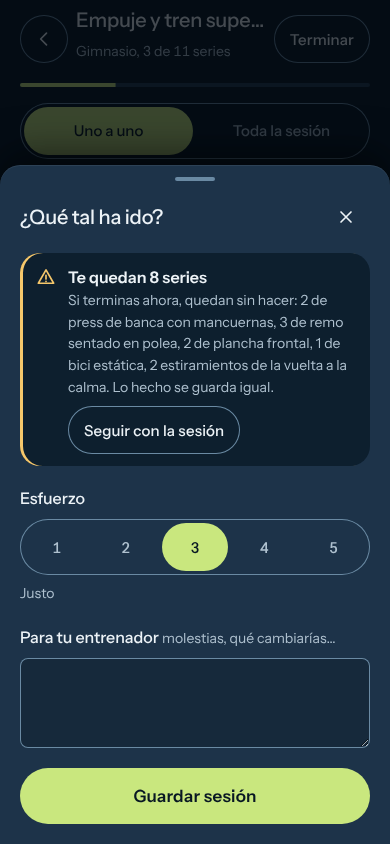 Empuje y tren supe...
Gimnasio, 3 de 11 series
Terminar
Uno a uno
Toda la sesión
¿Qué tal ha ido?
Te quedan 8 series
Si terminas ahora, quedan sin hacer: 2 de
press de banca con mancuernas, 3 de remo
sentado en polea, 2 de plancha frontal, 1 de
bici estática, 2 estiramientos de la vuelta a la
calma. Lo hecho se guarda igual.
Seguir con la sesión
Esfuerzo
1 2 3 4 5
Justo
Para tu entrenador molestias, qué cambiarías...
Guardar sesión